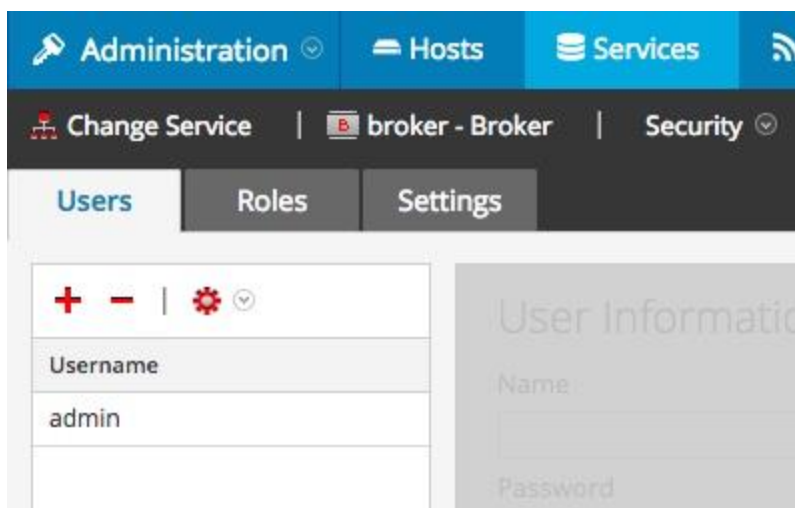 Administration Hosts Services
Change Service | B broker - Broker | Security
Users Roles Settings
+ − |
Username
admin
User Informatio
Name
Password